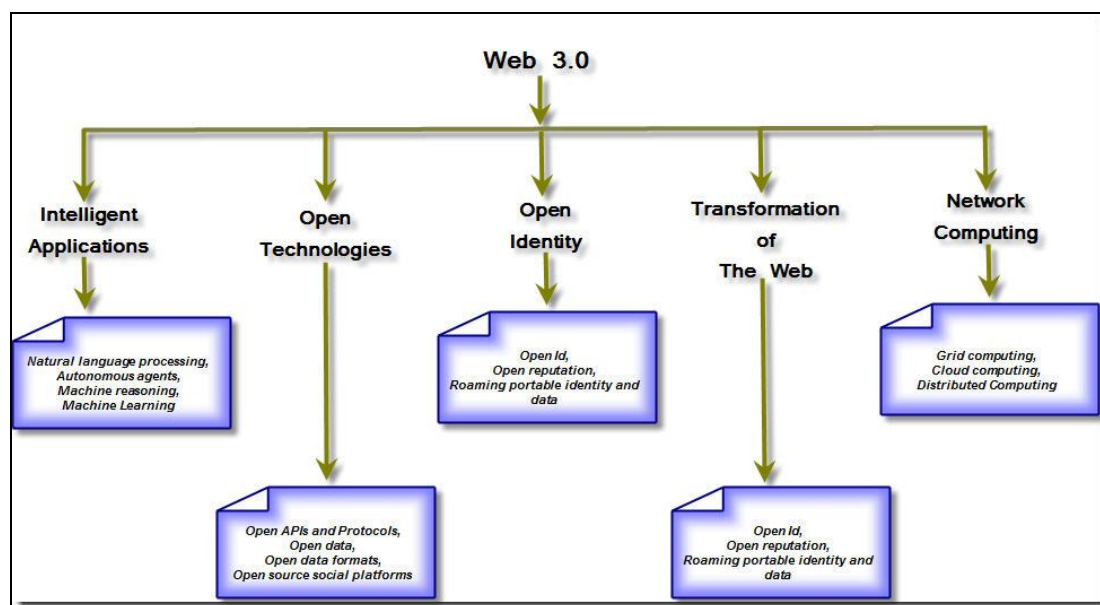 Web 3.0
Intelligent
Applications
Open
Technologies
Open
Identity
Transformation
of
The Web
Network
Computing
Natural language processing,
Autonomous agents,
Machine reasoning,
Machine Learning
Open APIs and Protocols,
Open data,
Open data formats,
Open source social platforms
Open Id,
Open reputation,
Roaming portable identity and
data
Open Id,
Open reputation,
Roaming portable identity and
data
Grid computing,
Cloud computing,
Distributed Computing